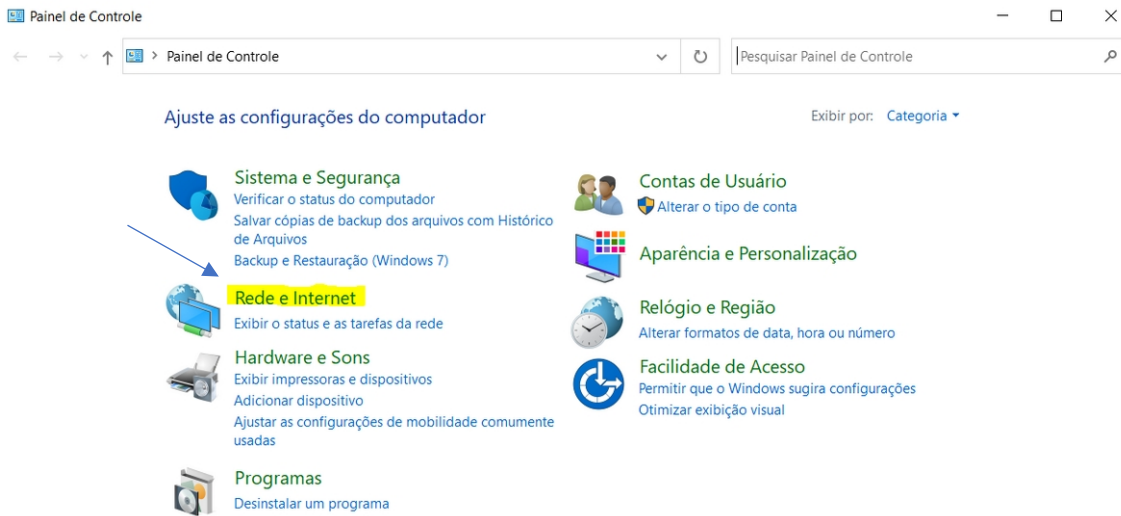 Painel de Controle
Painel de Controle
Pesquisar Painel de Controle
Ajuste as configurações do computador
Exibir por: Categoria
Sistema e Segurança
Verificar o status do computador
Salvar cópias de backup dos arquivos com Histórico
de Arquivos
Backup e Restauração (Windows 7)
Rede e Internet
Exibir o status e as tarefas da rede
Hardware e Sons
Exibir impressoras e dispositivos
Adicionar dispositivo
Ajustar as configurações de mobilidade comumente
usadas
Programas
Desinstalar um programa
Contas de Usuário
Alterar o tipo de conta
Aparência e Personalização
Relógio e Região
Alterar formatos de data, hora ou número
Facilidade de Acesso
Permitir que o Windows sugira configurações
Otimizar exibição visual